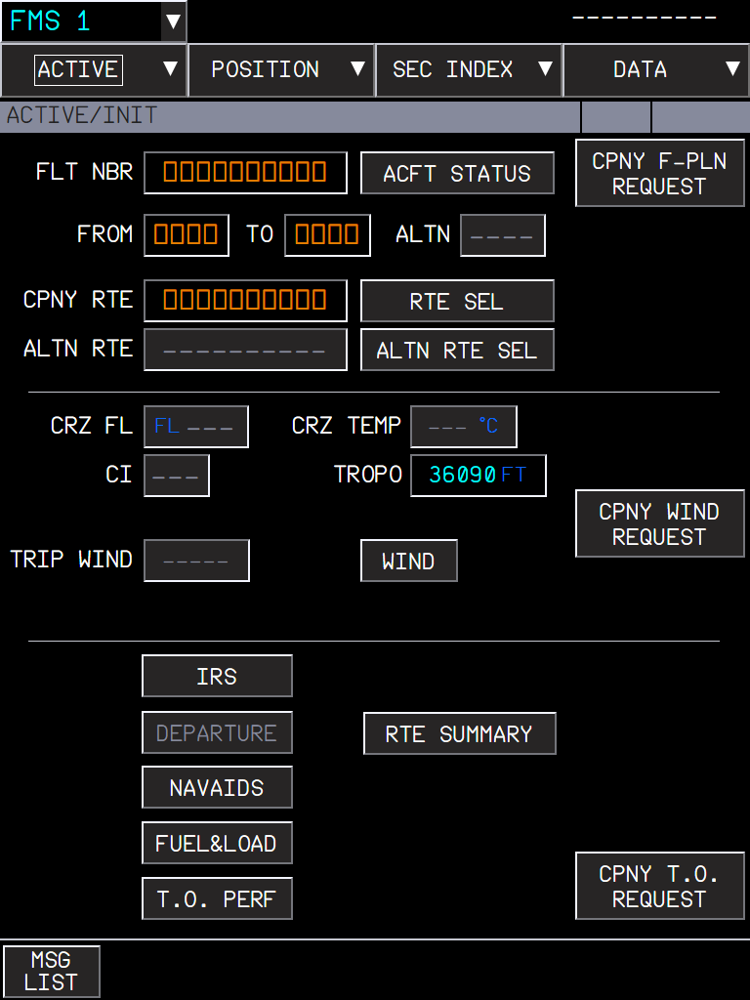 FMS 1 ▼ ----------
ACTIVE ▼ POSITION ▼ SEC INDEX ▼ DATA ▼
ACTIVE/INIT
FLT NBR ▯▯▯▯▯▯▯▯▯▯ ACFT STATUS
CPNY F-PLN
REQUEST
FROM ▯▯▯▯ TO ▯▯▯▯ ALTN ----
CPNY RTE ▯▯▯▯▯▯▯▯▯▯ RTE SEL
ALTN RTE ---------- ALTN RTE SEL
CRZ FL FL --- CRZ TEMP --- °C
CI --- TROPO 36090 FT
CPNY WIND
REQUEST
TRIP WIND ----- WIND
IRS
DEPARTURE RTE SUMMARY
NAVAIDS
FUEL&LOAD
T.O. PERF
CPNY T.O.
REQUEST
MSG
LIST